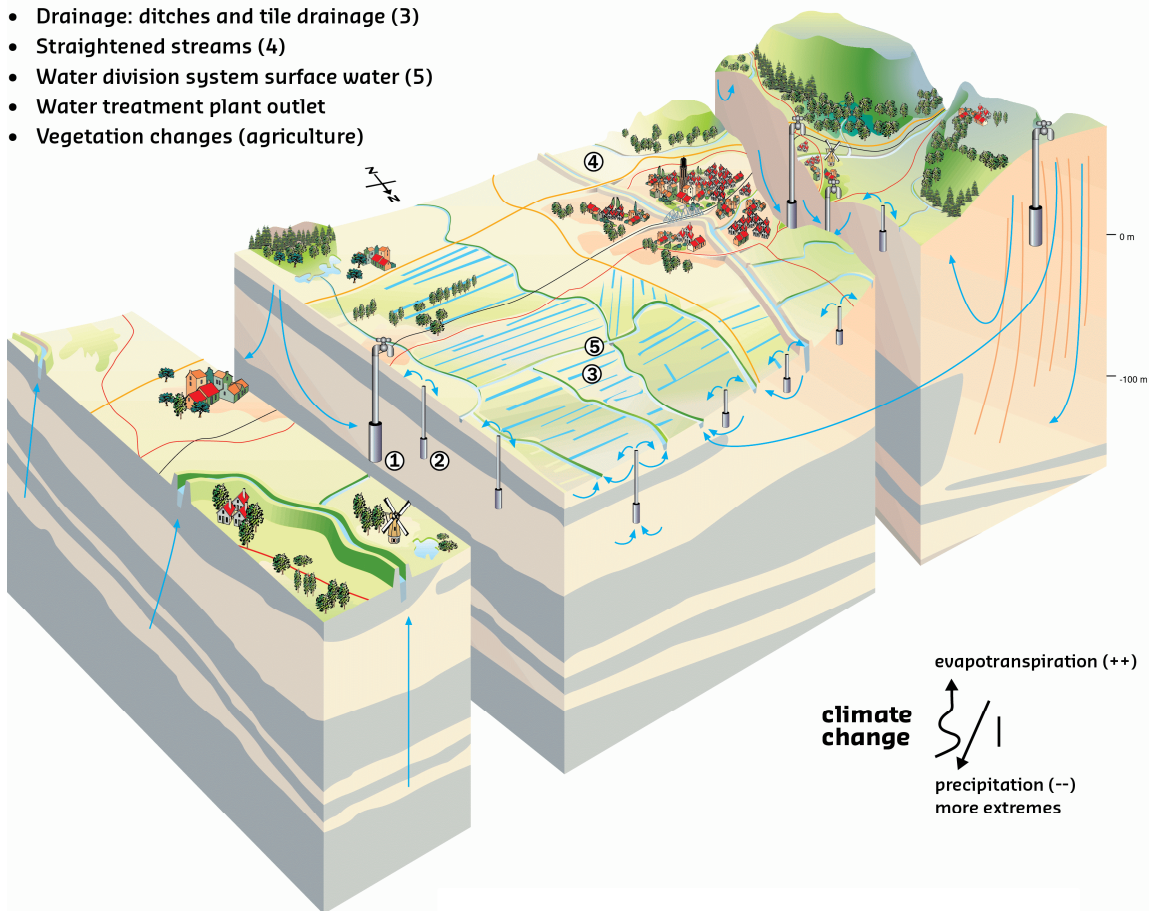 • Drainage: ditches and tile drainage (3)
• Straightened streams (4)
• Water division system surface water (5)
• Water treatment plant outlet
• Vegetation changes (agriculture)
N
Z
4
0 m
5
3
-100 m
1
2
evapotranspiration (++)
climate
change
precipitation (--)
more extremes